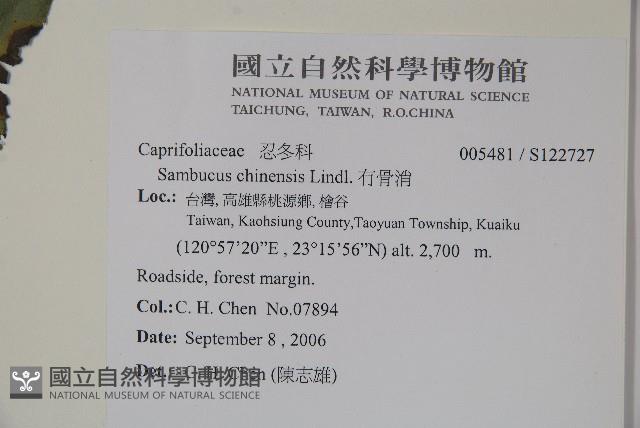 國立自然科學博物館
NATIONAL MUSEUM OF NATURAL SCIENCE
TAICHUNG, TAIWAN, R.O.CHINA
Caprifoliaceae 忍冬科 005481 / S122727
Sambucus chinensis Lindl. 冇骨消
Loc.: 台灣, 高雄縣桃源鄉, 檜谷
Taiwan, Kaohsiung County,Taoyuan Township, Kuaiku
(120°57’20”E , 23°15’56”N) alt. 2,700 m.
Roadside, forest margin.
Col.: C. H. Chen No.07894
Date: September 8 , 2006
Det.: C. H. Chen (陳志雄)
國立自然科學博物館
NATIONAL MUSEUM OF NATURAL SCIENCE